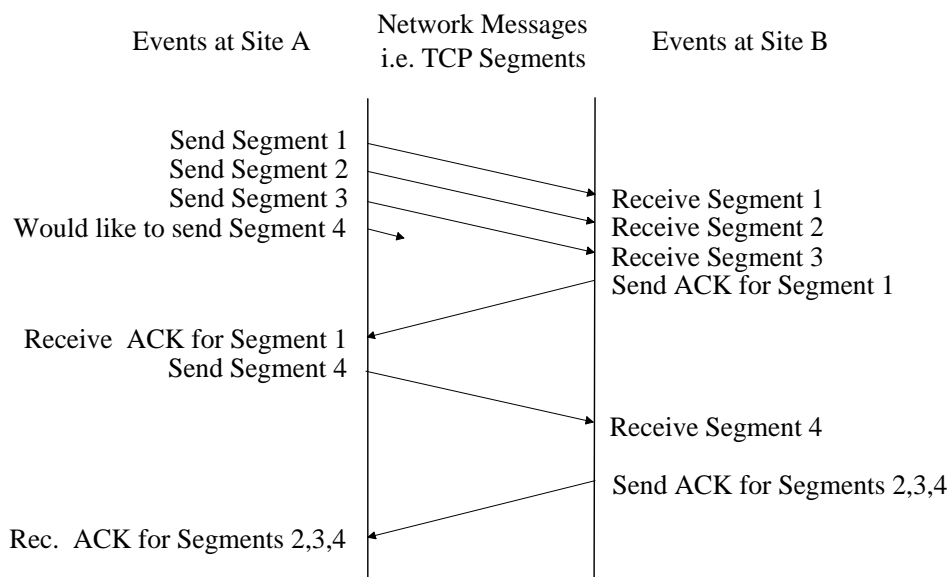 Events at Site A
Network Messages
i.e. TCP Segments
Events at Site B
Send Segment 1
Send Segment 2
Send Segment 3
Would like to send Segment 4
Receive Segment 1
Receive Segment 2
Receive Segment 3
Send ACK for Segment 1
Receive ACK for Segment 1
Send Segment 4
Receive Segment 4
Send ACK for Segments 2,3,4
Rec. ACK for Segments 2,3,4